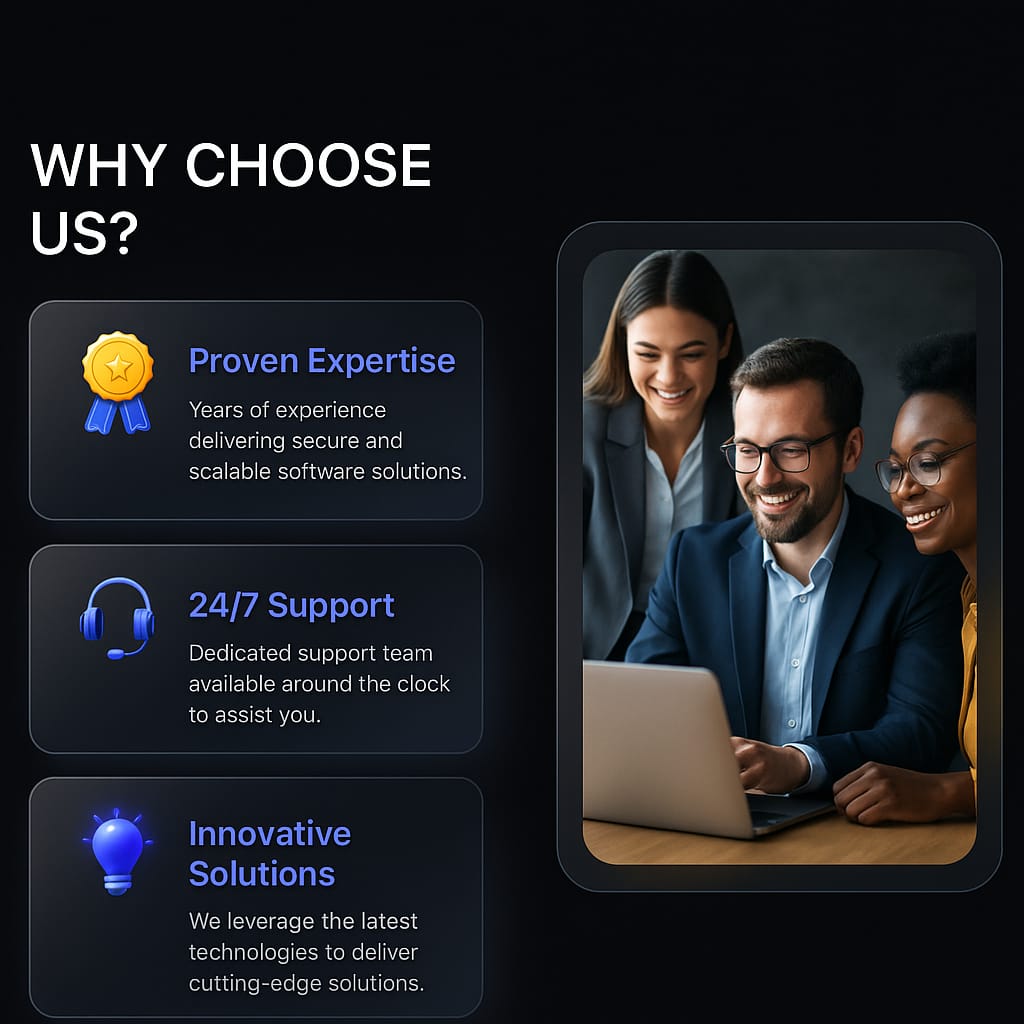 WHY CHOOSE
US?
Proven Expertise
Years of experience
delivering secure and
scalable software solutions.
24/7 Support
Dedicated support team
available around the clock
to assist you.
Innovative
Solutions
We leverage the latest
technologies to deliver
cutting-edge solutions.